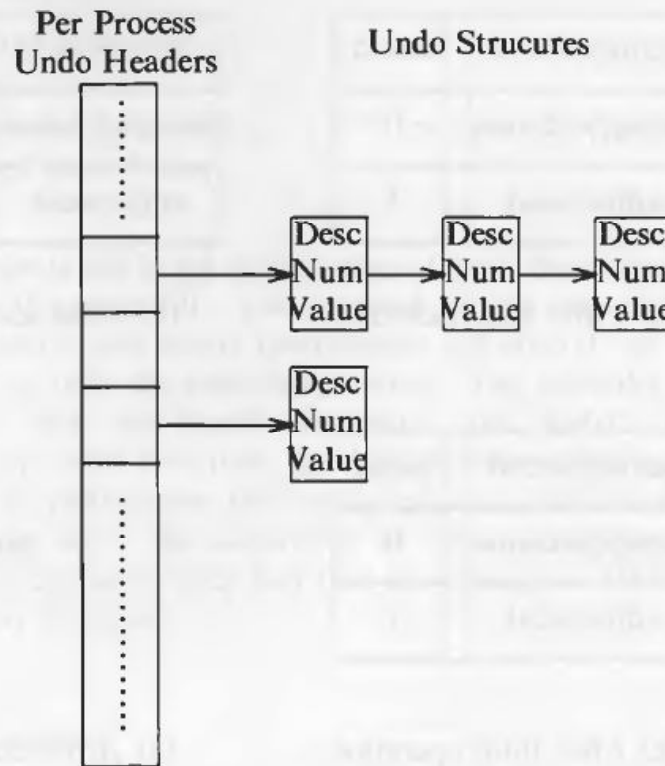 Per Process
Undo Headers
Undo Strucures
Desc
Num
Value
Desc
Num
Value
Desc
Num
Value
Desc
Num
Value